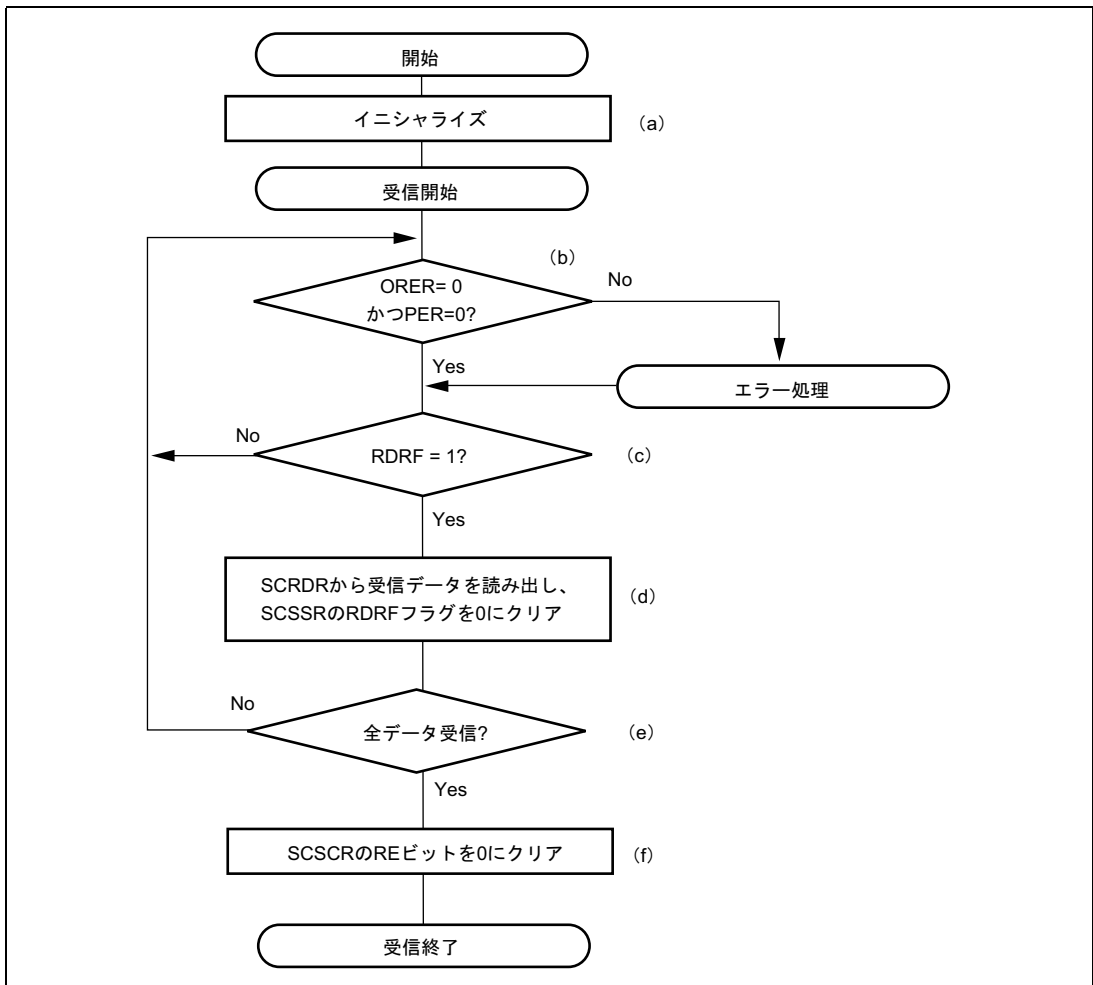 開始
イニシャライズ
(a)
受信開始
(b)
ORER= 0
かつPER=0?
No
Yes
エラー処理
No
RDRF = 1?
(c)
Yes
SCRDRから受信データを読み出し、
SCSSRのRDRFフラグを0にクリア
(d)
No
全データ受信?
(e)
Yes
SCSCRのREビットを0にクリア
(f)
受信終了